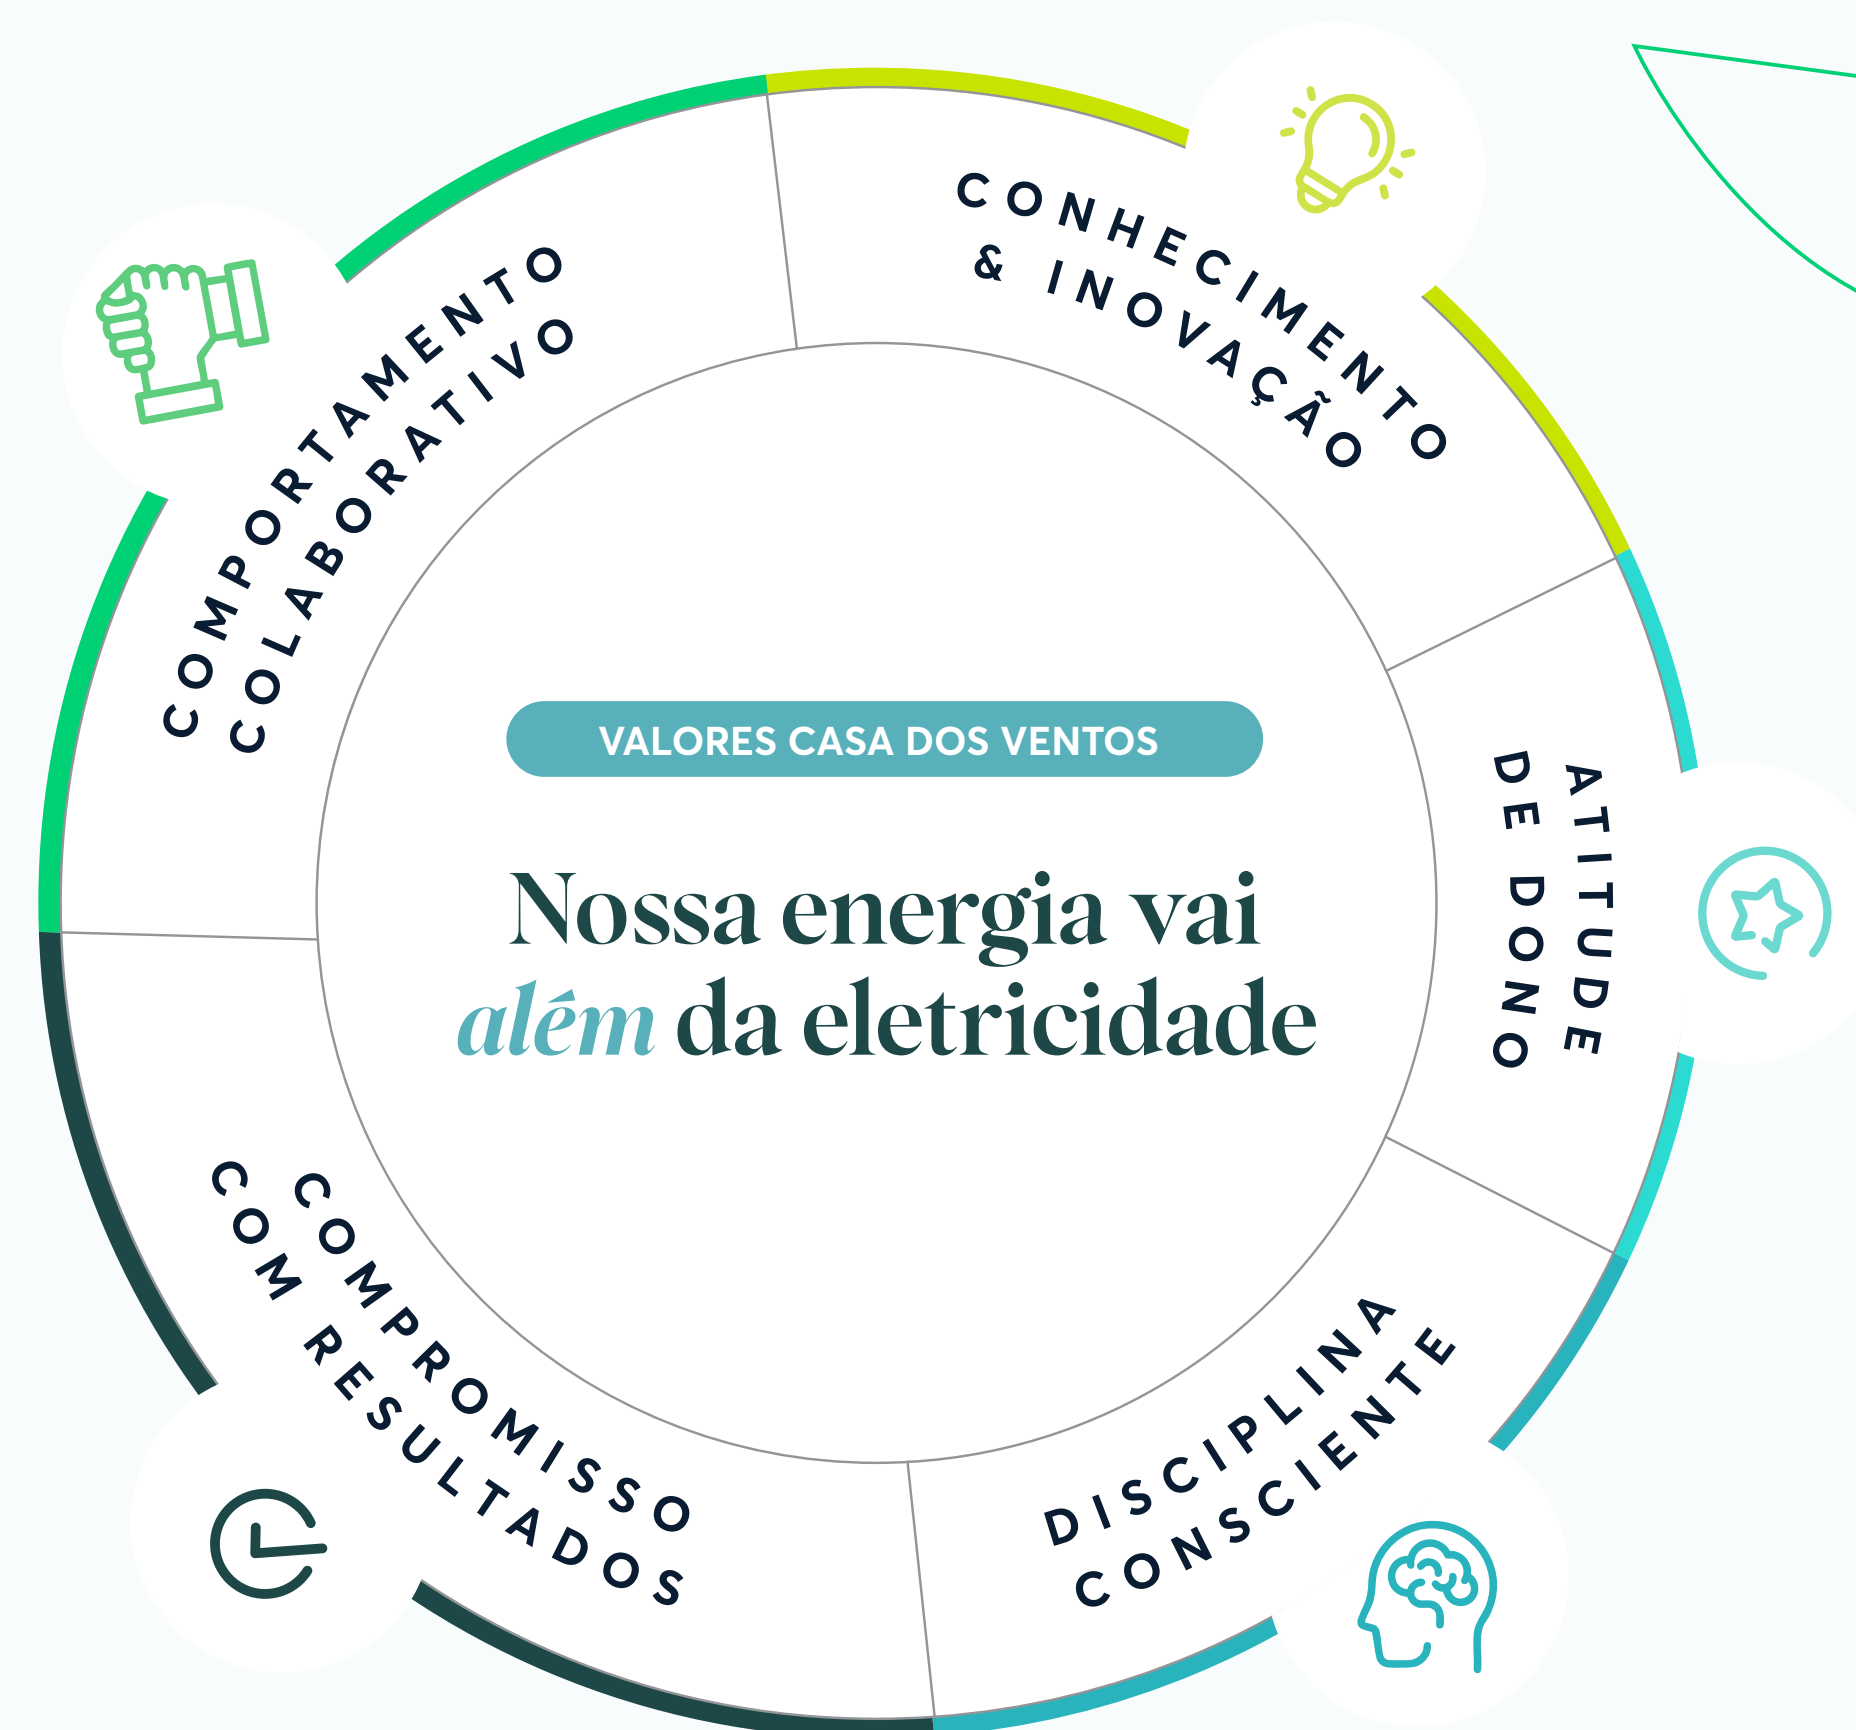 CONHECIMENTO
& INOVAÇÃO
COMPORTAMENTO
COLABORATIVO
VALORES CASA DOS VENTOS
Nossa energia vai
além da eletricidade
ATITUDE
DE DONO
COMPROMISSO
COM RESULTADOS
DISCIPLINA
CONSCIENTE